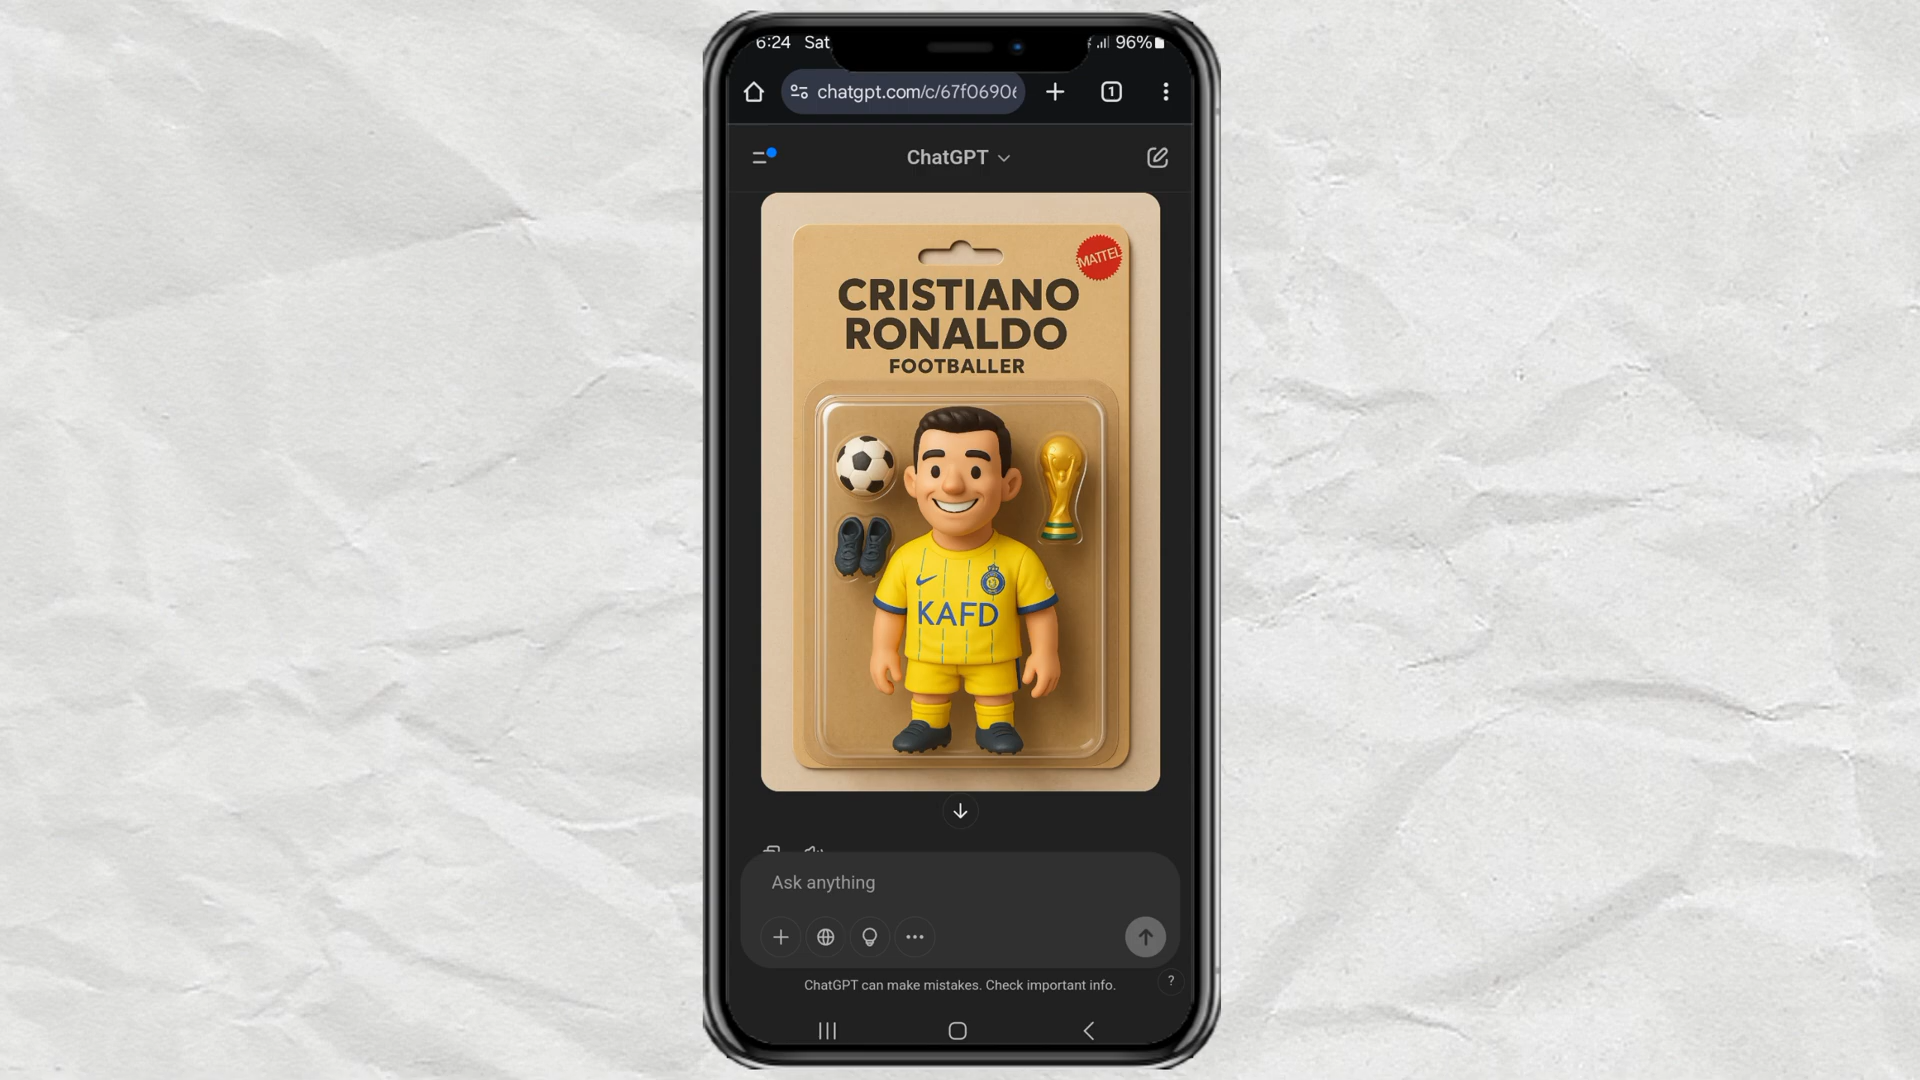 6:24 Sat
96%
chatgpt.com/c/67f0690
1
ChatGPT
MATTEL
CRISTIANO
RONALDO
FOOTBALLER
KAFD
Ask anything
ChatGPT can make mistakes. Check important info.
?